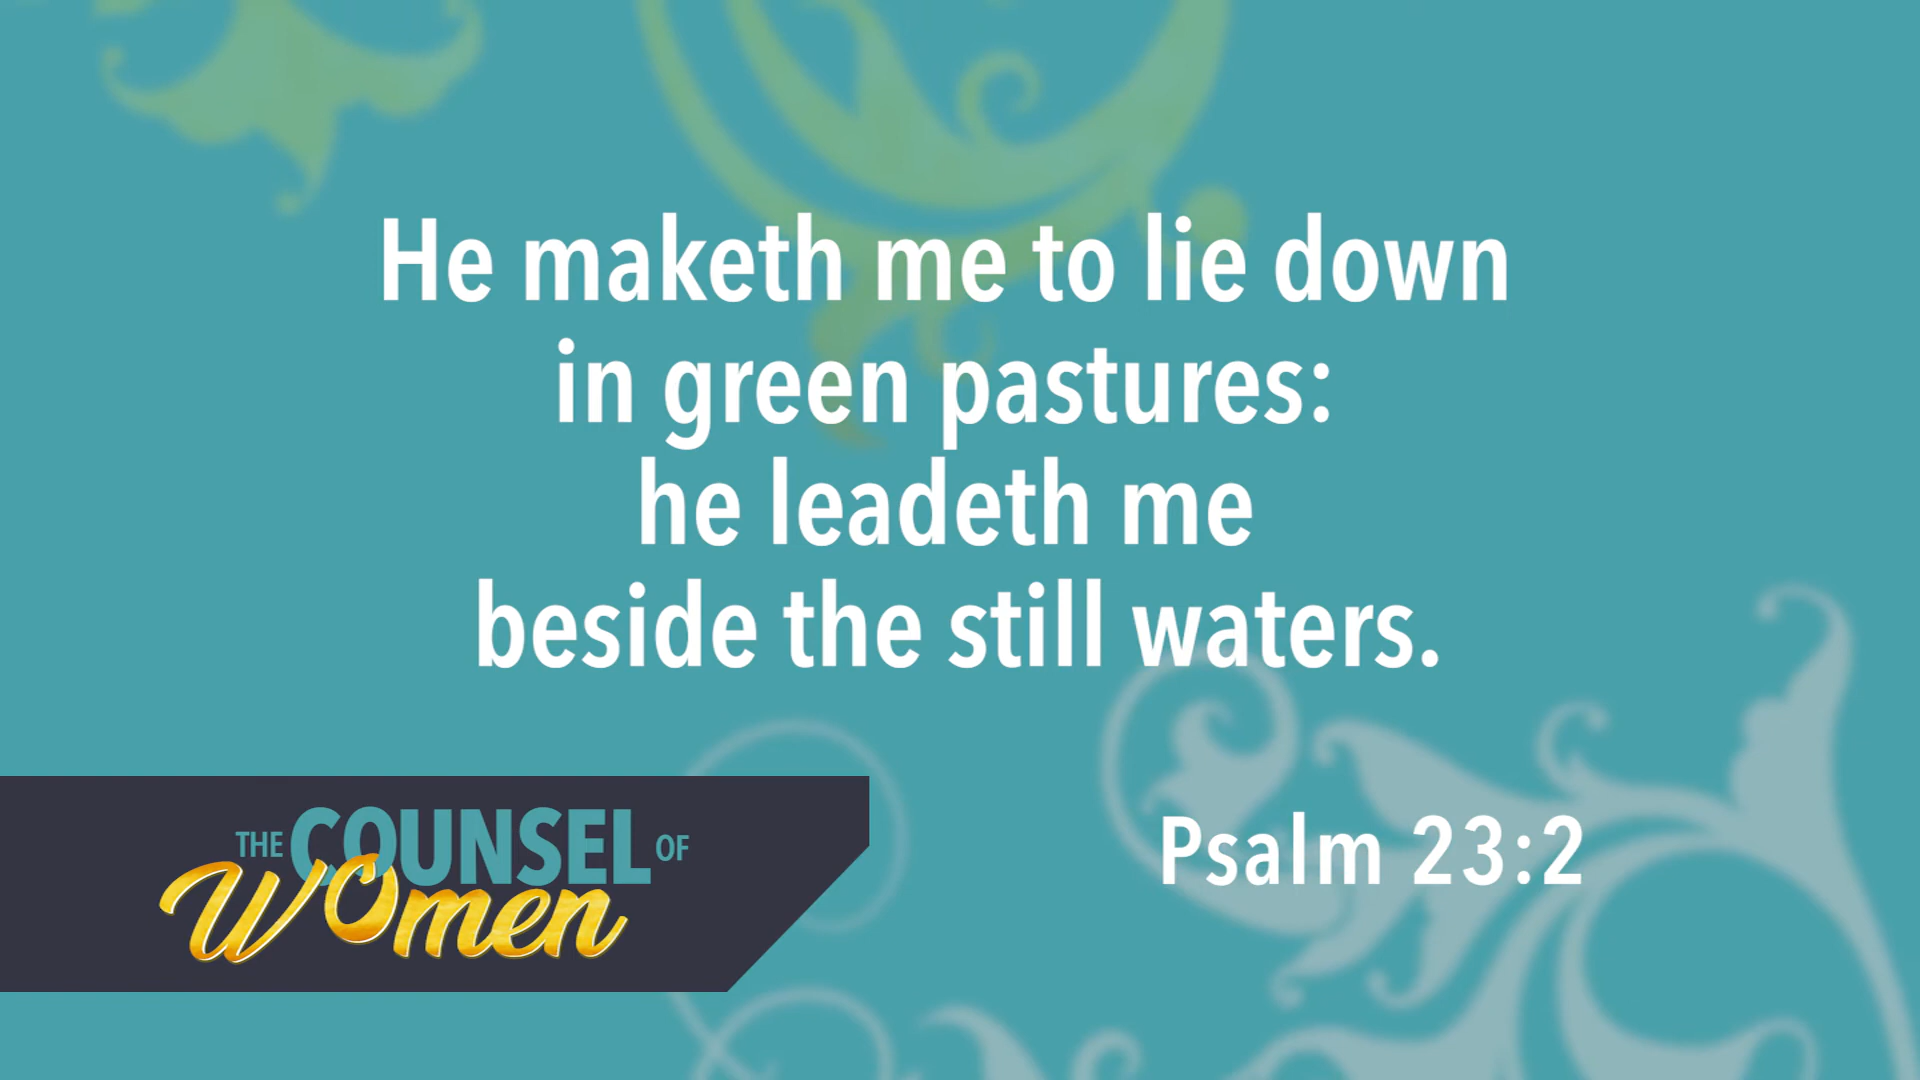 He maketh me to lie down
in green pastures:
he leadeth me
beside the still waters.
Psalm 23:2
THE COUNSEL OF
Women